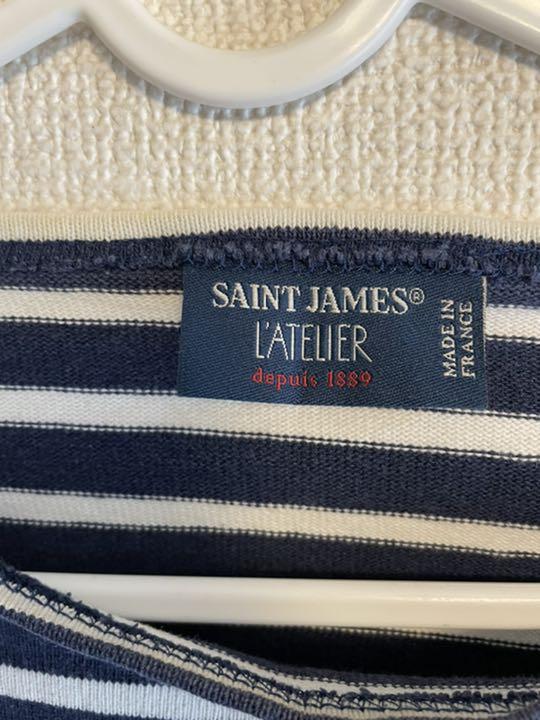 SAINT JAMES®
L'ATELIER
depuis 1889
MADE IN
FRANCE